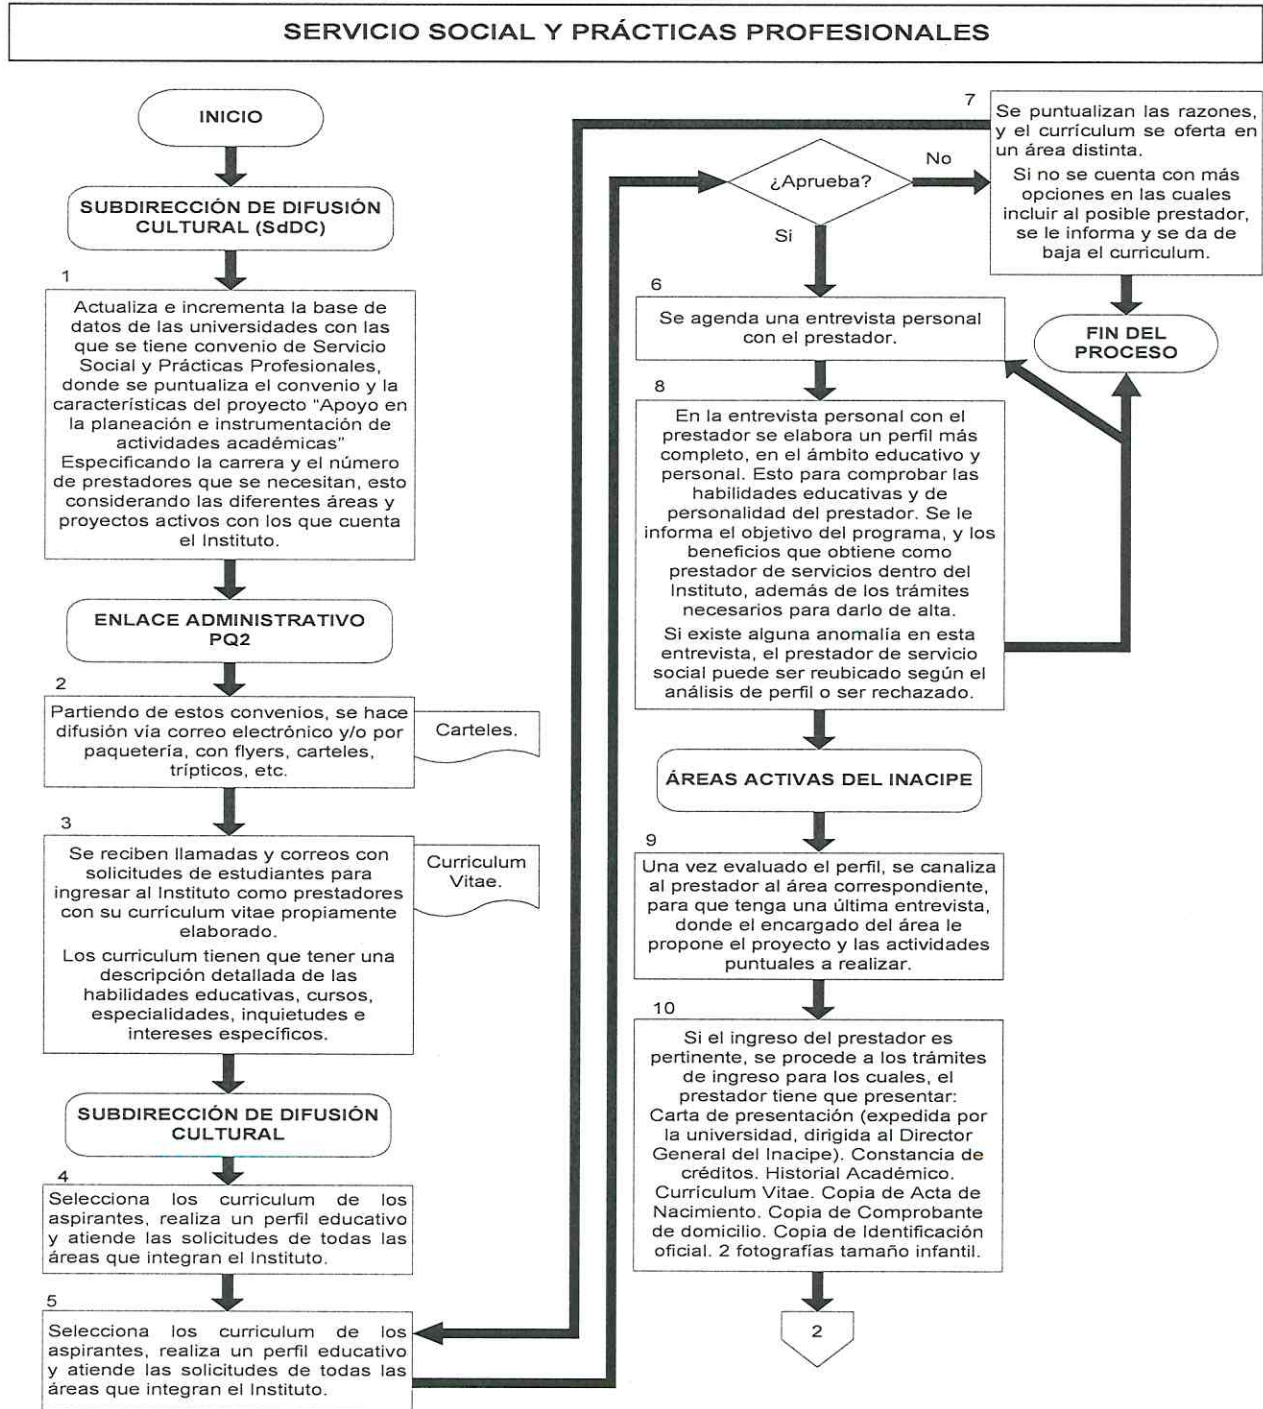 SERVICIO SOCIAL Y PRÁCTICAS PROFESIONALES
INICIO
SUBDIRECCIÓN DE DIFUSIÓN
CULTURAL (SdDC)
1
Actualiza e incrementa la base de
datos de las universidades con las
que se tiene convenio de Servicio
Social y Prácticas Profesionales,
donde se puntualiza el convenio y la
características del proyecto "Apoyo en
la planeación e instrumentación de
actividades académicas"
Especificando la carrera y el número
de prestadores que se necesitan, esto
considerando las diferentes áreas y
proyectos activos con los que cuenta
el Instituto.
ENLACE ADMINISTRATIVO
PQ2
2
Partiendo de estos convenios, se hace
difusión vía correo electrónico y/o por
paquetería, con flyers, carteles,
trípticos, etc.
Carteles.
3
Se reciben llamadas y correos con
solicitudes de estudiantes para
ingresar al Instituto como prestadores
con su currículum vitae propiamente
elaborado.
Los curriculum tienen que tener una
descripción detallada de las
habilidades educativas, cursos,
especialidades, inquietudes e
intereses específicos.
Curriculum
Vitae.
SUBDIRECCIÓN DE DIFUSIÓN
CULTURAL
4
Selecciona los curriculum de los
aspirantes, realiza un perfil educativo
y atiende las solicitudes de todas las
áreas que integran el Instituto.
5
Selecciona los curriculum de los
aspirantes, realiza un perfil educativo
y atiende las solicitudes de todas las
áreas que integran el Instituto.
¿Aprueba?
No
Si
7
Se puntualizan las razones,
y el currículum se oferta en
un área distinta.
Si no se cuenta con más
opciones en las cuales
incluir al posible prestador,
se le informa y se da de
baja el curriculum.
FIN DEL
PROCESO
6
Se agenda una entrevista personal
con el prestador.
8
En la entrevista personal con el
prestador se elabora un perfil más
completo, en el ámbito educativo y
personal. Esto para comprobar las
habilidades educativas y de
personalidad del prestador. Se le
informa el objetivo del programa, y los
beneficios que obtiene como
prestador de servicios dentro del
Instituto, además de los trámites
necesarios para darlo de alta.
Si existe alguna anomalía en esta
entrevista, el prestador de servicio
social puede ser reubicado según el
análisis de perfil o ser rechazado.
ÁREAS ACTIVAS DEL INACIPE
9
Una vez evaluado el perfil, se canaliza
al prestador al área correspondiente,
para que tenga una última entrevista,
donde el encargado del área le
propone el proyecto y las actividades
puntuales a realizar.
10
Si el ingreso del prestador es
pertinente, se procede a los trámites
de ingreso para los cuales, el
prestador tiene que presentar:
Carta de presentación (expedida por
la universidad, dirigida al Director
General del Inacipe). Constancia de
créditos. Historial Académico.
Currículum Vitae. Copia de Acta de
Nacimiento. Copia de Comprobante
de domicilio. Copia de Identificación
oficial. 2 fotografías tamaño infantil.
2